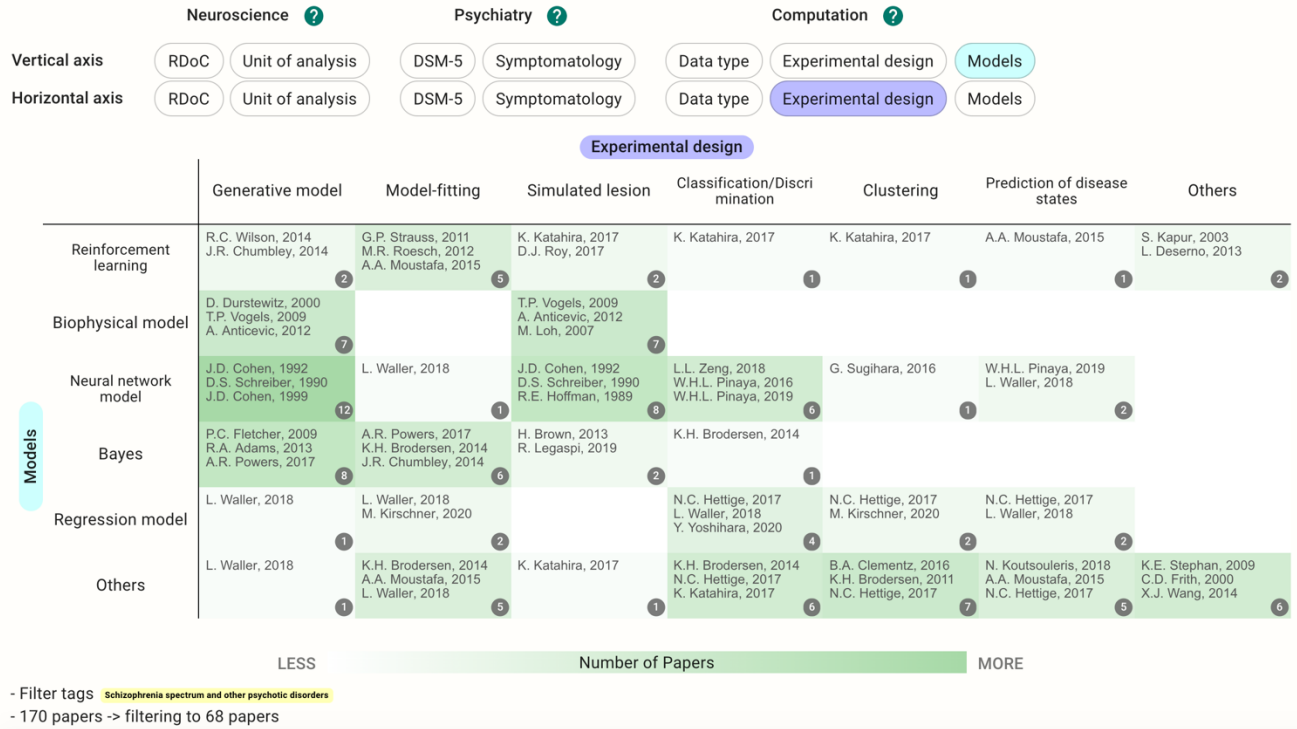 Neuroscience ?
Psychiatry ?
Computation ?
Vertical axis RDoC Unit of analysis DSM-5 Symptomatology Data type Experimental design Models
Horizontal axis RDoC Unit of analysis DSM-5 Symptomatology Data type Experimental design Models
Experimental design
Generative model
Model-fitting
Simulated lesion
Classification/Discri
mination
Clustering
Prediction of disease
states
Others
Models
Reinforcement
learning
R.C. Wilson, 2014
J.R. Chumbley, 2014
2
G.P. Strauss, 2011
M.R. Roesch, 2012
A.A. Moustafa, 2015
5
K. Katahira, 2017
D.J. Roy, 2017
2
K. Katahira, 2017
1
K. Katahira, 2017
1
A.A. Moustafa, 2015
1
S. Kapur, 2003
L. Deserno, 2013
2
Biophysical model
D. Durstewitz, 2000
T.P. Vogels, 2009
A. Anticevic, 2012
7
T.P. Vogels, 2009
A. Anticevic, 2012
M. Loh, 2007
7
Neural network
model
J.D. Cohen, 1992
D.S. Schreiber, 1990
J.D. Cohen, 1999
12
L. Waller, 2018
1
J.D. Cohen, 1992
D.S. Schreiber, 1990
R.E. Hoffman, 1989
8
L.L. Zeng, 2018
W.H.L. Pinaya, 2016
W.H.L. Pinaya, 2019
6
G. Sugihara, 2016
1
W.H.L. Pinaya, 2019
L. Waller, 2018
2
Bayes
P.C. Fletcher, 2009
R.A. Adams, 2013
A.R. Powers, 2017
8
A.R. Powers, 2017
K.H. Brodersen, 2014
J.R. Chumbley, 2014
6
H. Brown, 2013
R. Legaspi, 2019
2
K.H. Brodersen, 2014
1
Regression model
L. Waller, 2018
1
L. Waller, 2018
M. Kirschner, 2020
2
N.C. Hettige, 2017
L. Waller, 2018
Y. Yoshihara, 2020
4
N.C. Hettige, 2017
M. Kirschner, 2020
2
N.C. Hettige, 2017
L. Waller, 2018
2
Others
L. Waller, 2018
1
K.H. Brodersen, 2014
A.A. Moustafa, 2015
L. Waller, 2018
5
K. Katahira, 2017
1
K.H. Brodersen, 2014
N.C. Hettige, 2017
K. Katahira, 2017
6
B.A. Clementz, 2016
K.H. Brodersen, 2011
N.C. Hettige, 2017
7
N. Koutsouleris, 2018
A.A. Moustafa, 2015
N.C. Hettige, 2017
5
K.E. Stephan, 2009
C.D. Frith, 2000
X.J. Wang, 2014
6
LESS Number of Papers MORE
- Filter tags Schizophrenia spectrum and other psychotic disorders
- 170 papers -> filtering to 68 papers